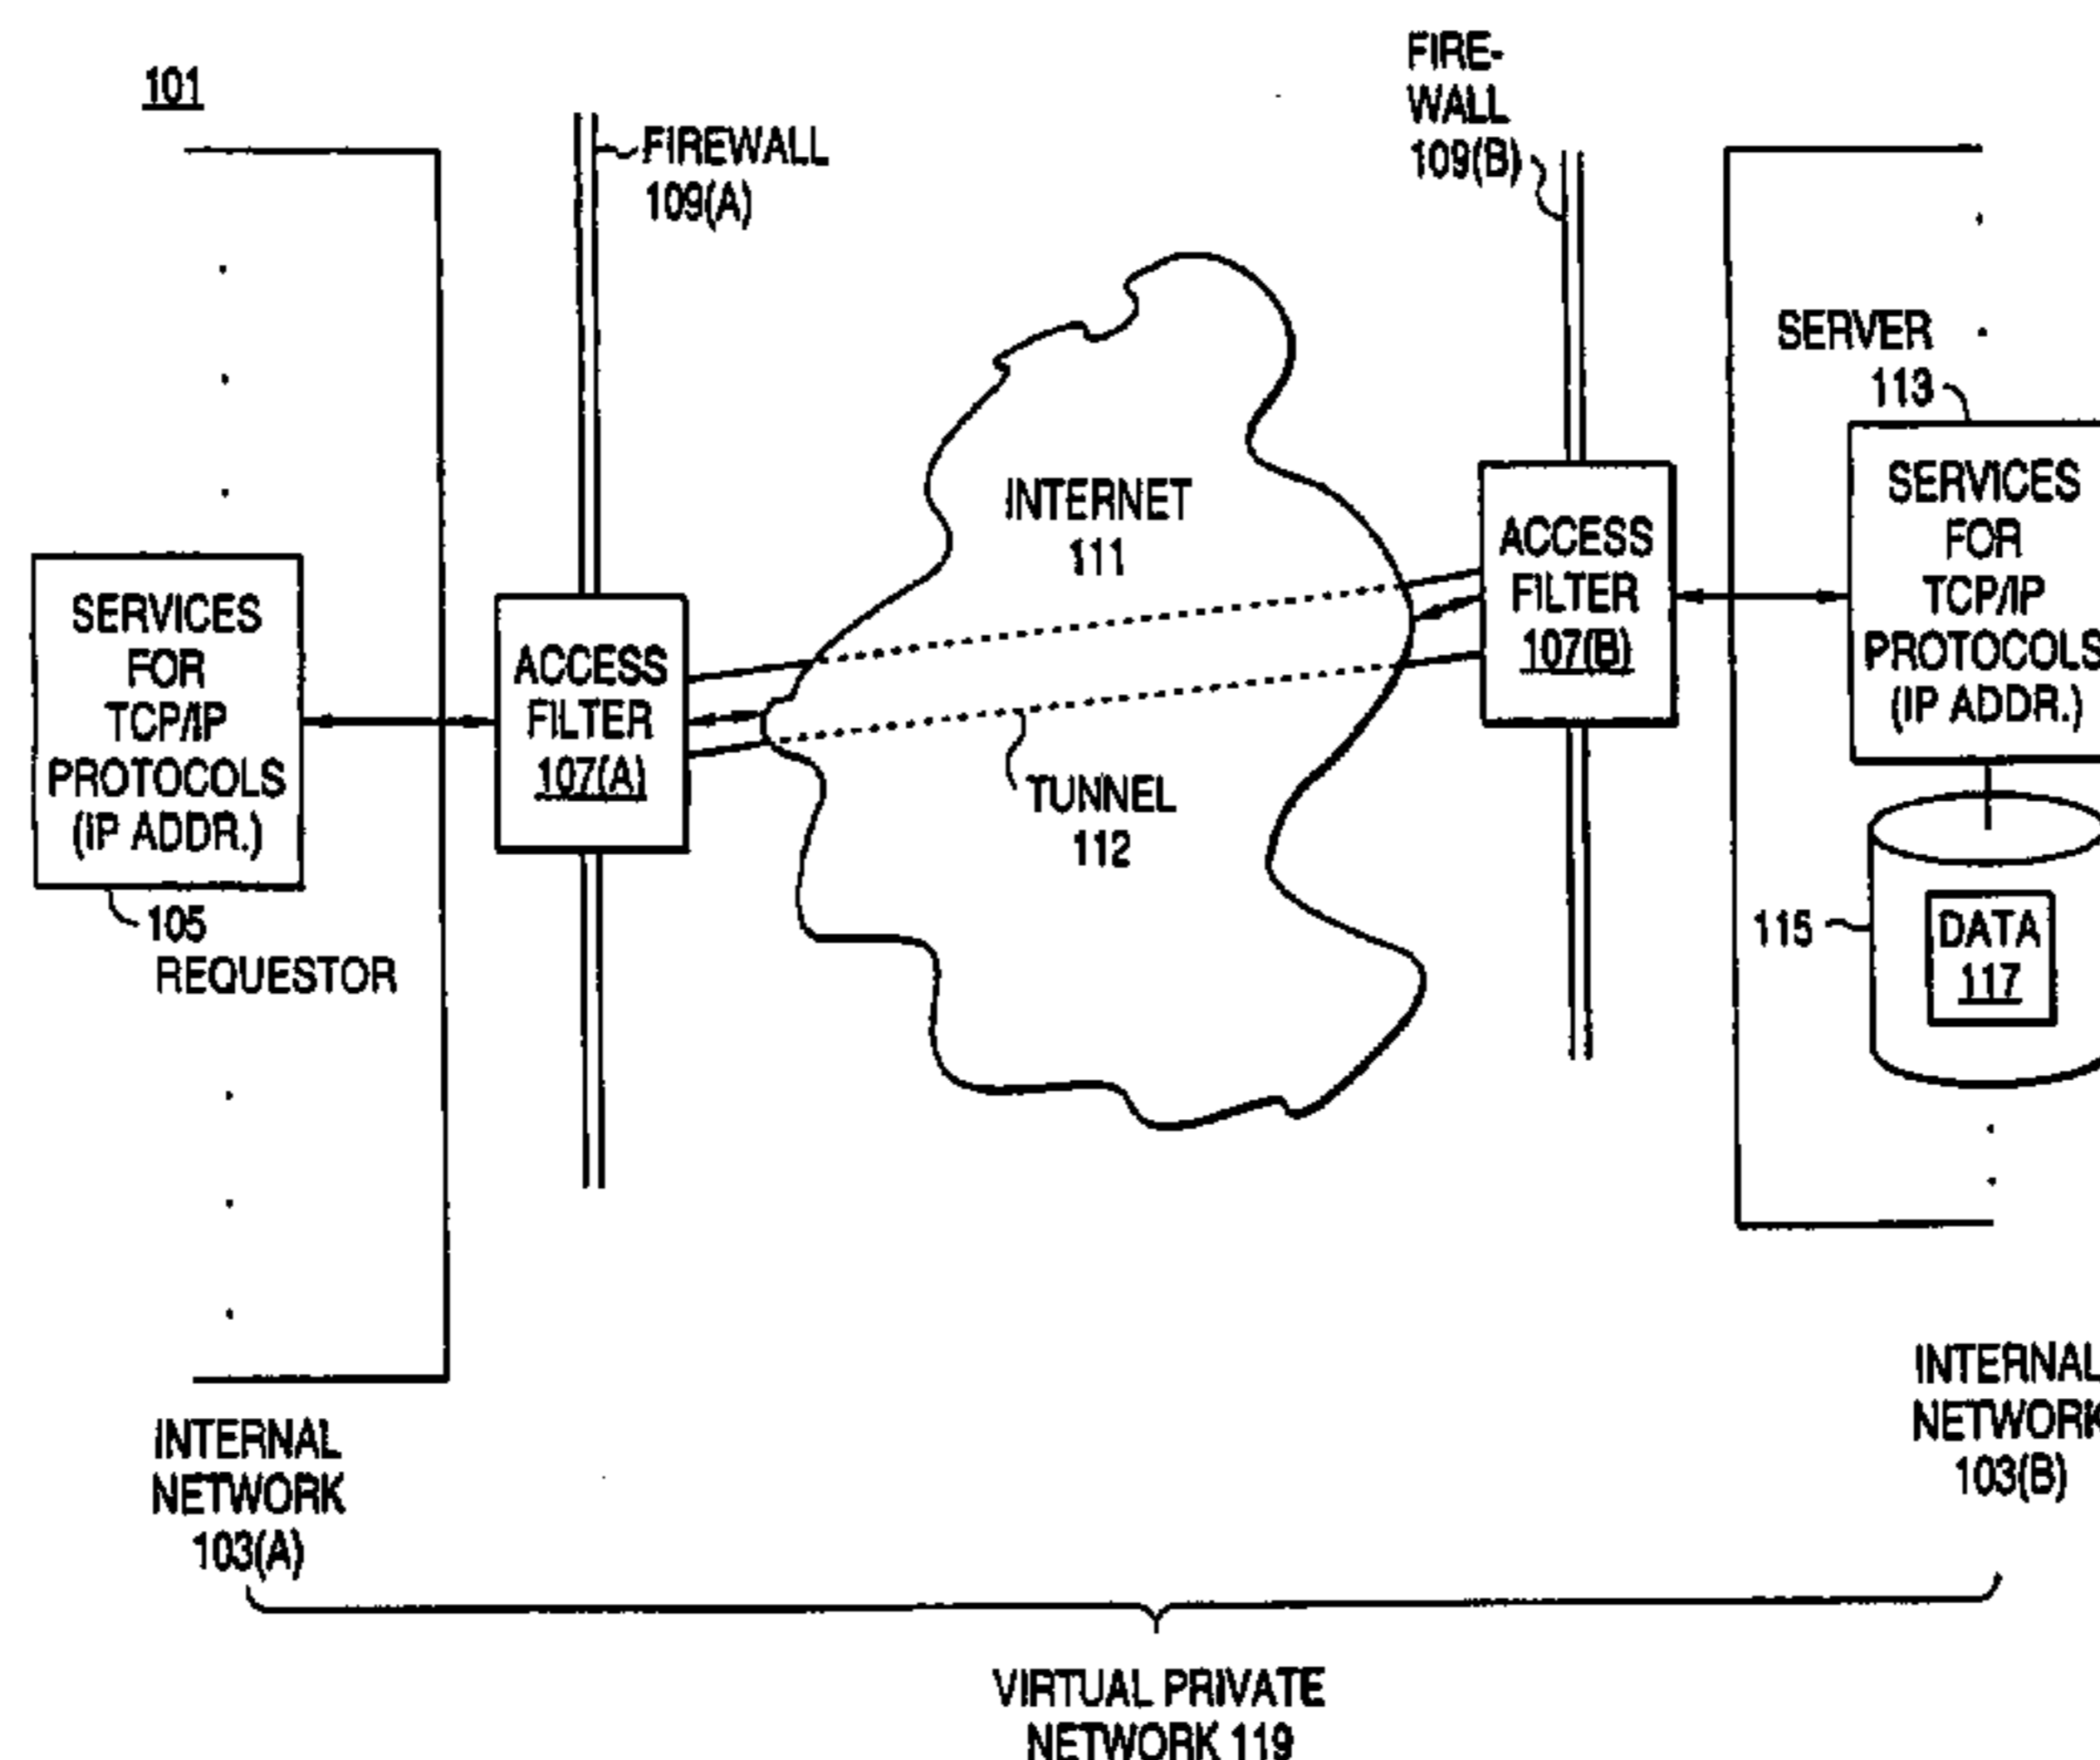 101
FIREWALL
109(A)
FIRE-
WALL
109(B)
SERVER
113
INTERNET
111
SERVICES
FOR
TCP/IP
PROTOCOLS
(IP ADDR.)
105
REQUESTOR
ACCESS
FILTER
107(A)
TUNNEL
112
ACCESS
FILTER
107(B)
SERVICES
FOR
TCP/IP
PROTOCOLS
(IP ADDR.)
115
DATA
117
INTERNAL
NETWORK
103(A)
INTERNAL
NETWORK
103(B)
VIRTUAL PRIVATE
NETWORK 119